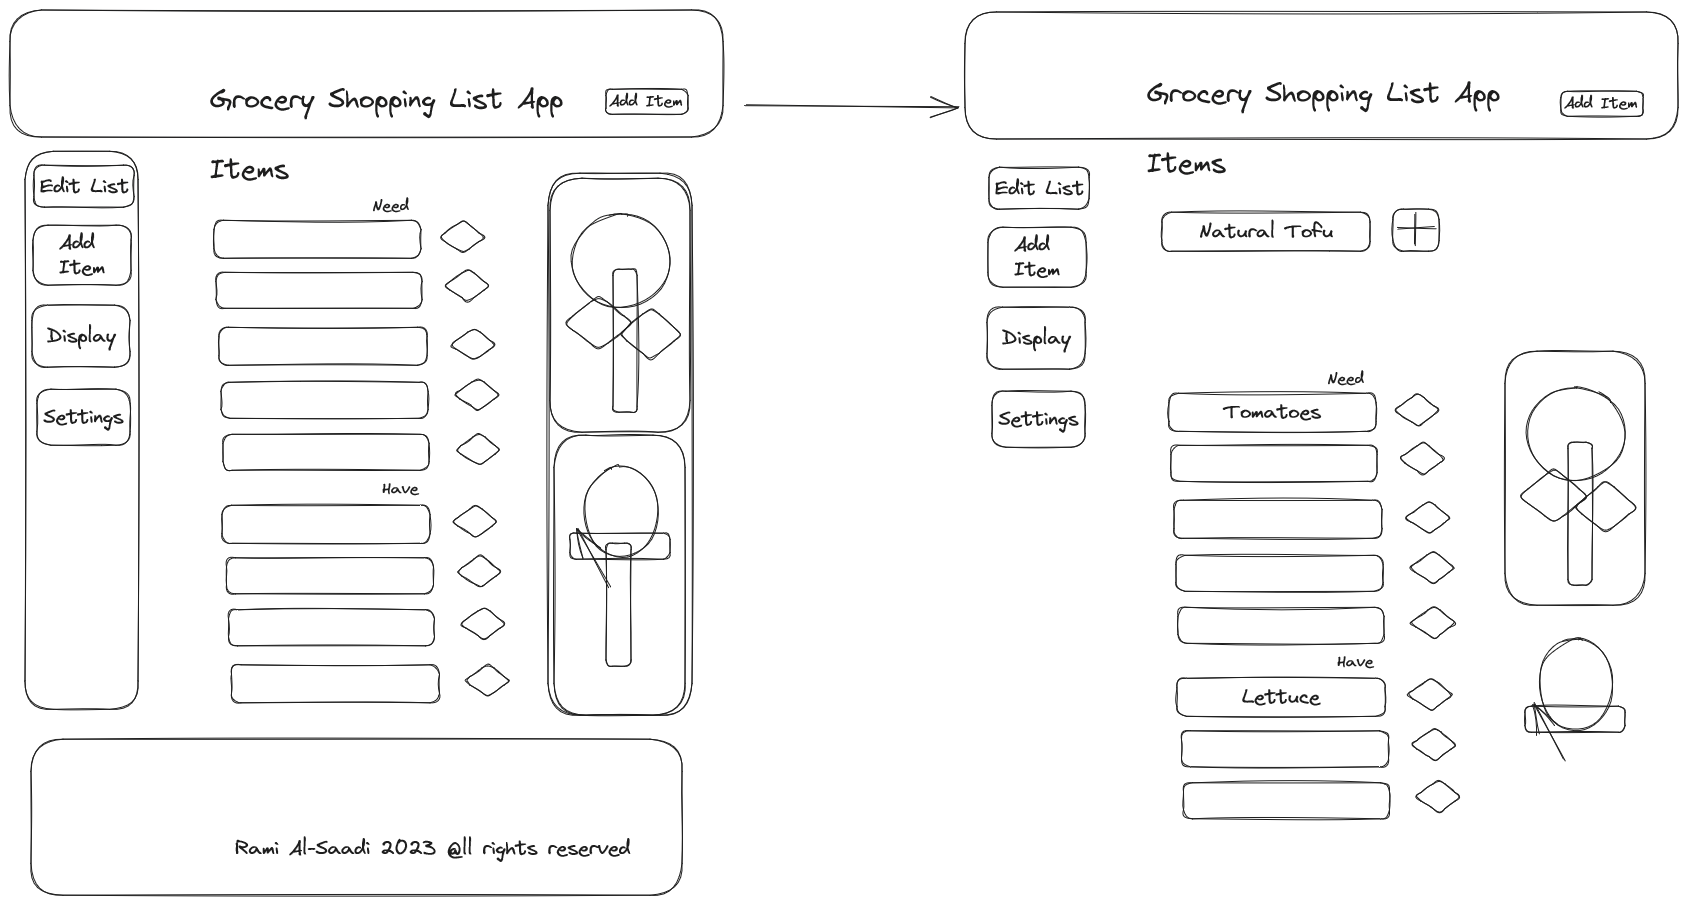 Grocery Shopping List App
Add Item
Edit List
Add
Item
Display
Settings
Items
Need
Have
Rami Al-Saadi 2023 @ll rights reserved
Grocery Shopping List App
Add Item
Edit List
Add
Item
Display
Settings
Items
Natural Tofu
Need
Tomatoes
Have
Lettuce